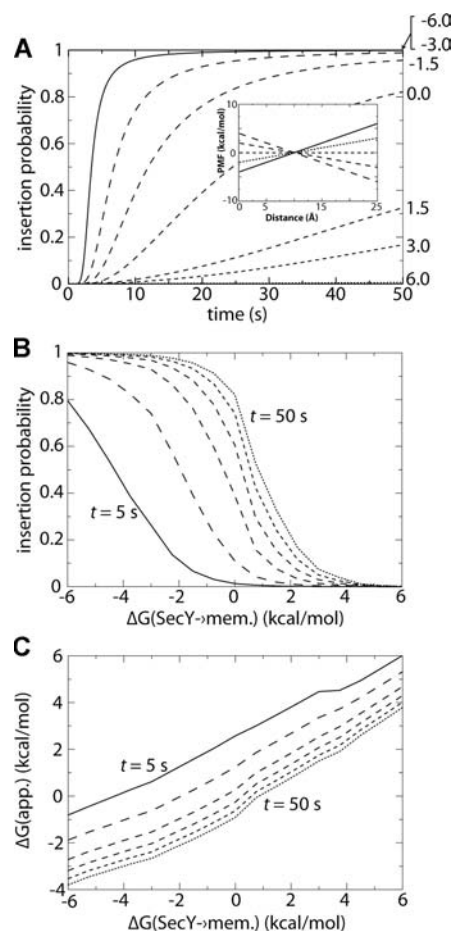 A
-6.0
-3.0
-1.5
0.0
1.5
3.0
6.0
1
0.8
0.6
0.4
0.2
0
insertion probability
0 10 20 30 40 50
time (s)
10
0
-10
PMF (kcal/mol)
0 5 10 15 20 25
Distance (Å)
B
1
0.8
0.6
0.4
0.2
0
insertion probability
t = 50 s
t = 5 s
-6 -4 -2 0 2 4 6
ΔG(SecY->mem.) (kcal/mol)
C
6
4
2
0
-2
-4
ΔG(app.) (kcal/mol)
t = 5 s
t = 50 s
-6 -4 -2 0 2 4 6
ΔG(SecY->mem.) (kcal/mol)